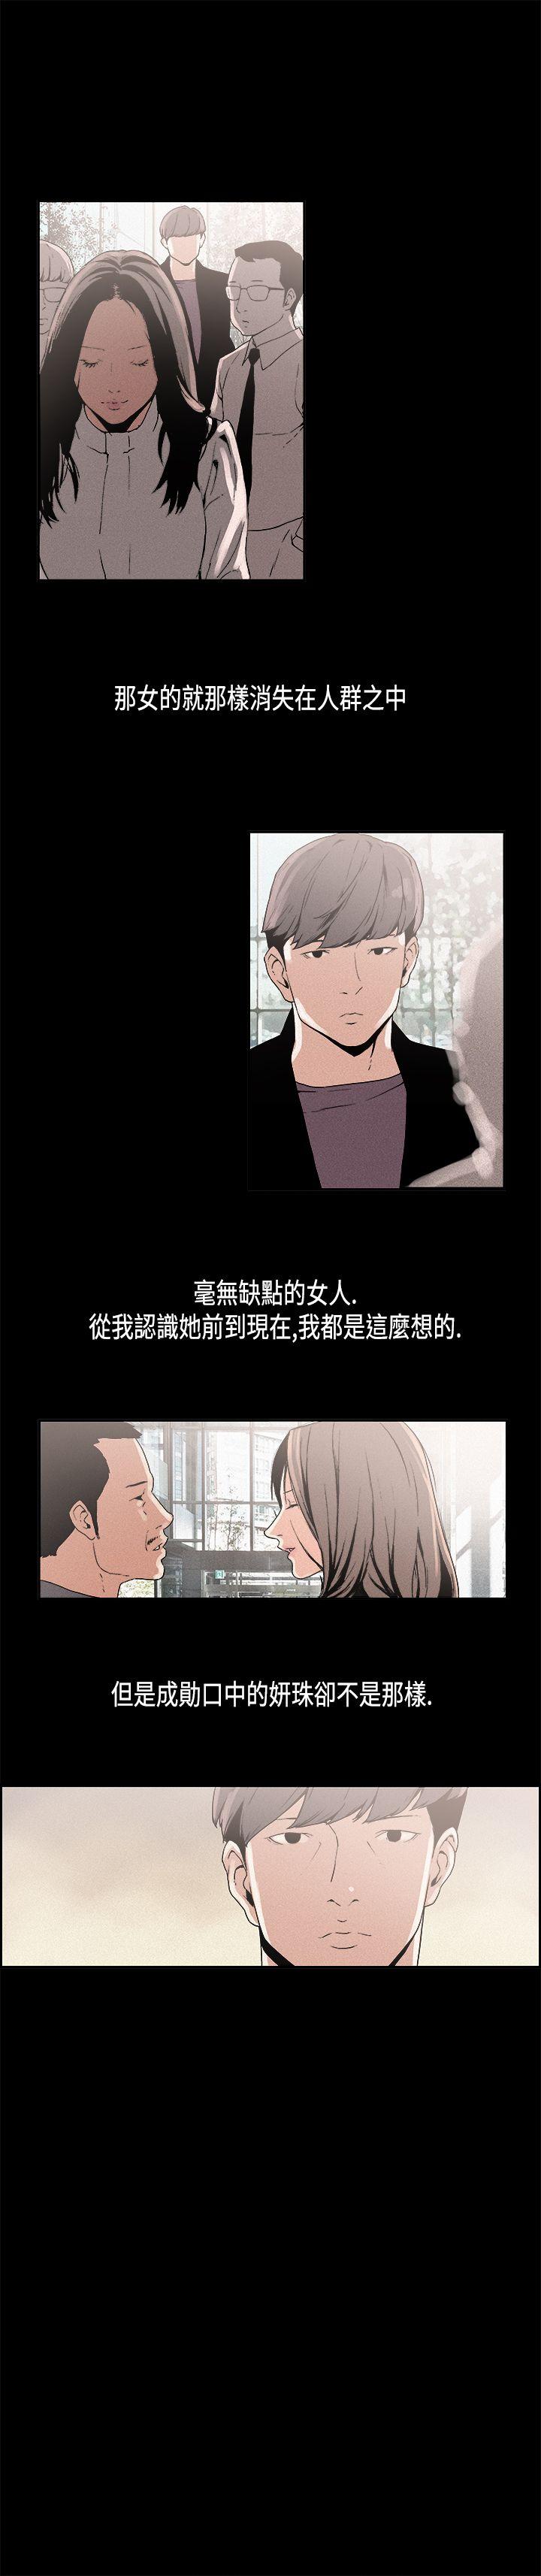 那女的就那樣消失在人群之中
毫無缺點的女人.
從我認識她前到現在,我都是這麼想的.
但是成勛口中的妍珠卻不是那樣.